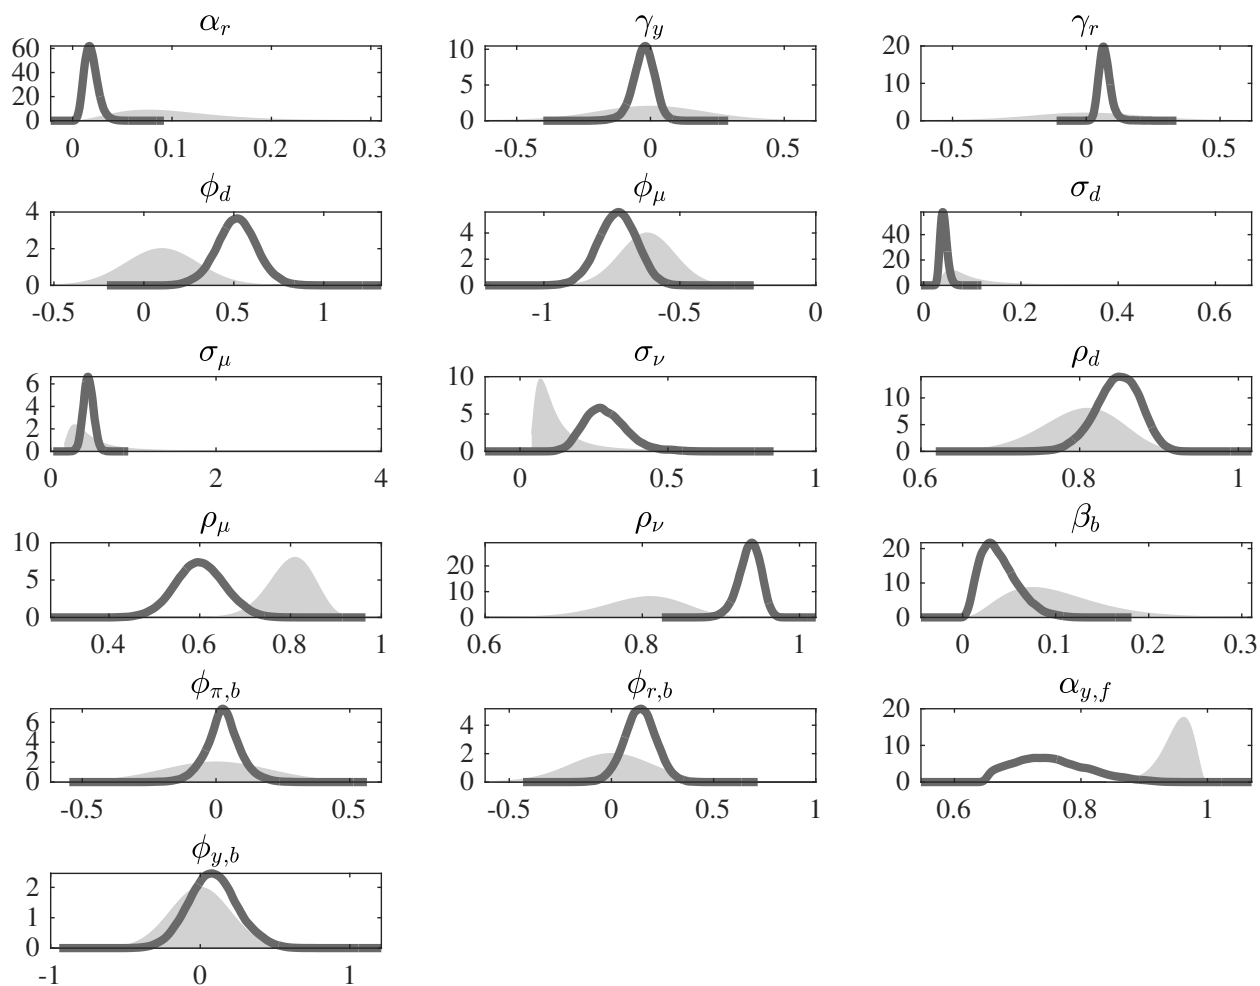 α_r γ_y γ_r
60 40 20 0 10 5 0 20 10 0
0 0.1 0.2 0.3 -0.5 0 0.5 -0.5 0 0.5
ϕ_d ϕ_μ σ_d
4 2 0 4 2 0 40 20 0
-0.5 0 0.5 1 -1 -0.5 0 0 0.2 0.4 0.6
σ_μ σ_ν ρ_d
6 4 2 0 10 5 0 10 5 0
0 2 4 0 0.5 1 0.6 0.8 1
ρ_μ ρ_ν β_b
10 5 0 20 10 0 20 10 0
0.4 0.6 0.8 1 0.6 0.8 1 0 0.1 0.2 0.3
ϕ_{π,b} ϕ_{r,b} α_{y,f}
6 4 2 0 4 2 0 20 10 0
-0.5 0 0.5 -0.5 0 0.5 1 0.6 0.8 1
ϕ_{y,b}
2 1 0
-1 0 1